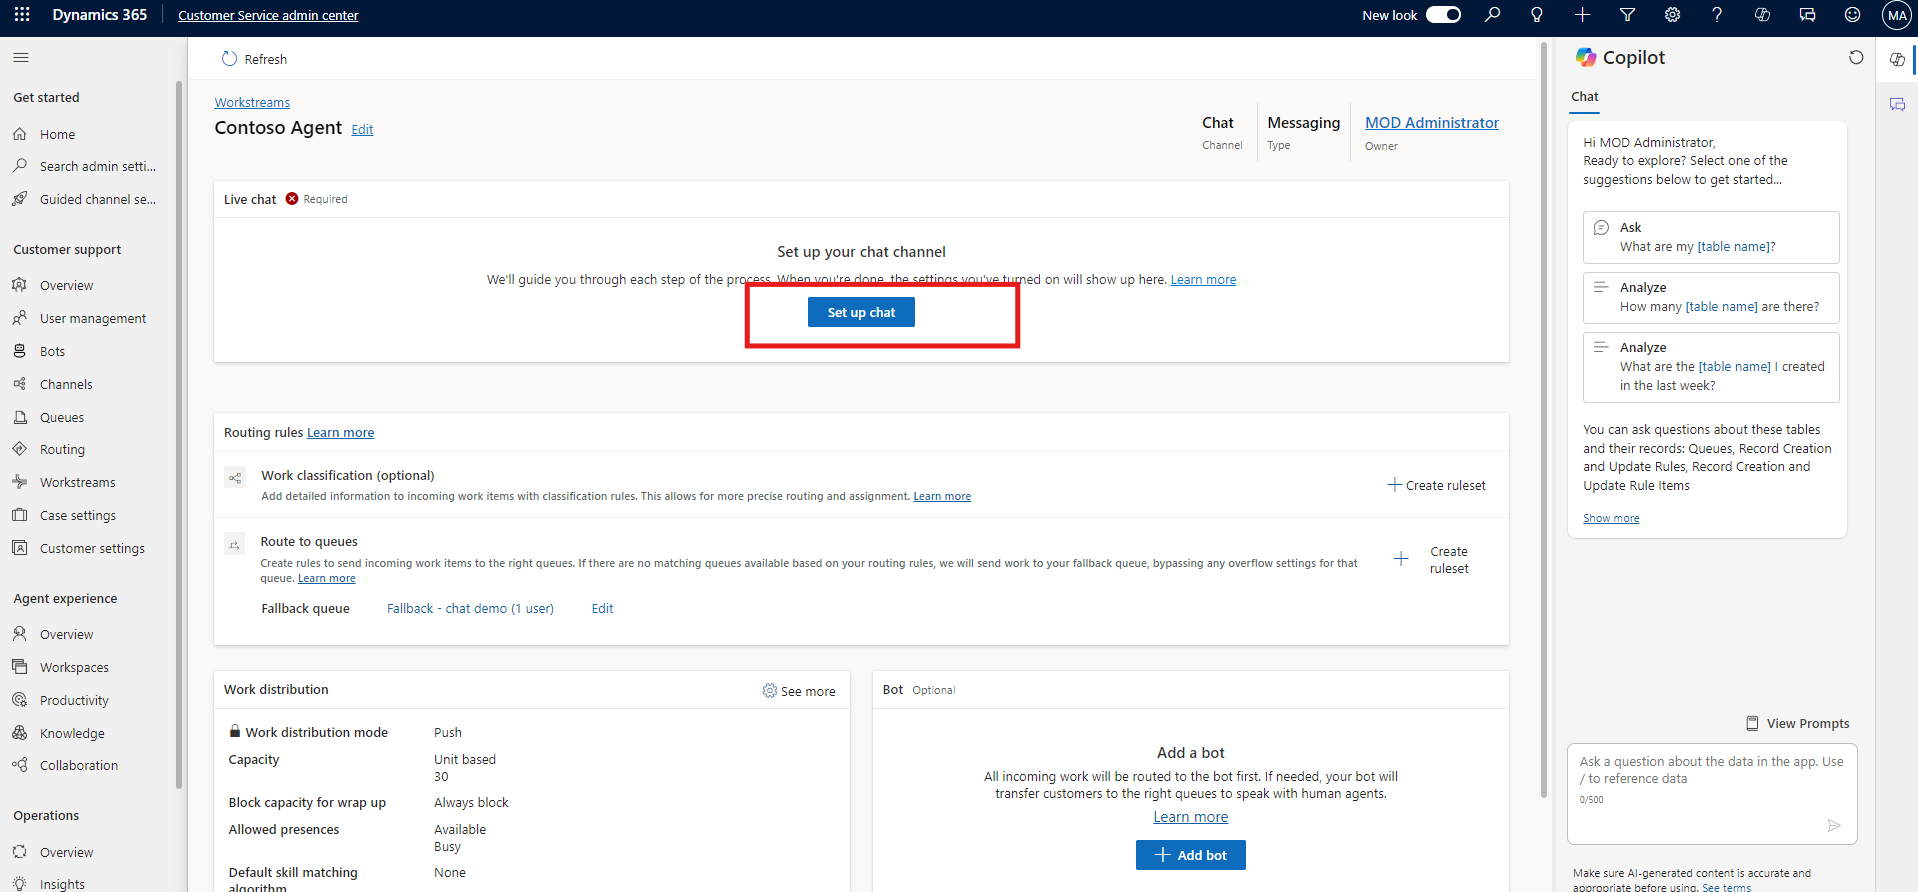 Dynamics 365
Customer Service admin center
New look
MA
Get started
Home
Search admin setti...
Guided channel se...
Customer support
Overview
User management
Bots
Channels
Queues
Routing
Workstreams
Case settings
Customer settings
Agent experience
Overview
Workspaces
Productivity
Knowledge
Collaboration
Operations
Overview
Insights
Refresh
Workstreams
Contoso Agent Edit
Chat
Channel
Messaging
Type
MOD Administrator
Owner
Live chat Required
Set up your chat channel
We'll guide you through each step of the process. When you're done, the settings you've turned on will show up here. Learn more
Set up chat
Routing rules Learn more
Work classification (optional)
Add detailed information to incoming work items with classification rules. This allows for more precise routing and assignment. Learn more
Create ruleset
Route to queues
Create rules to send incoming work items to the right queues. If there are no matching queues available based on your routing rules, we will send work to your fallback queue, bypassing any overflow settings for that
queue. Learn more
Create
ruleset
Fallback queue Fallback - chat demo (1 user) Edit
Work distribution See more
Work distribution mode Push
Capacity Unit based
30
Block capacity for wrap up Always block
Allowed presences Available
Busy
Default skill matching None
algorithm
Bot Optional
Add a bot
All incoming work will be routed to the bot first. If needed, your bot will
transfer customers to the right queues to speak with human agents.
Learn more
Add bot
Copilot
Chat
Hi MOD Administrator,
Ready to explore? Select one of the
suggestions below to get started...
Ask
What are my [table name]?
Analyze
How many [table name] are there?
Analyze
What are the [table name] I created
in the last week?
You can ask questions about these tables
and their records: Queues, Record Creation
and Update Rules, Record Creation and
Update Rule Items
Show more
View Prompts
Ask a question about the data in the app. Use
/ to reference data
0/500
Make sure AI-generated content is accurate and
appropriate before using. See terms